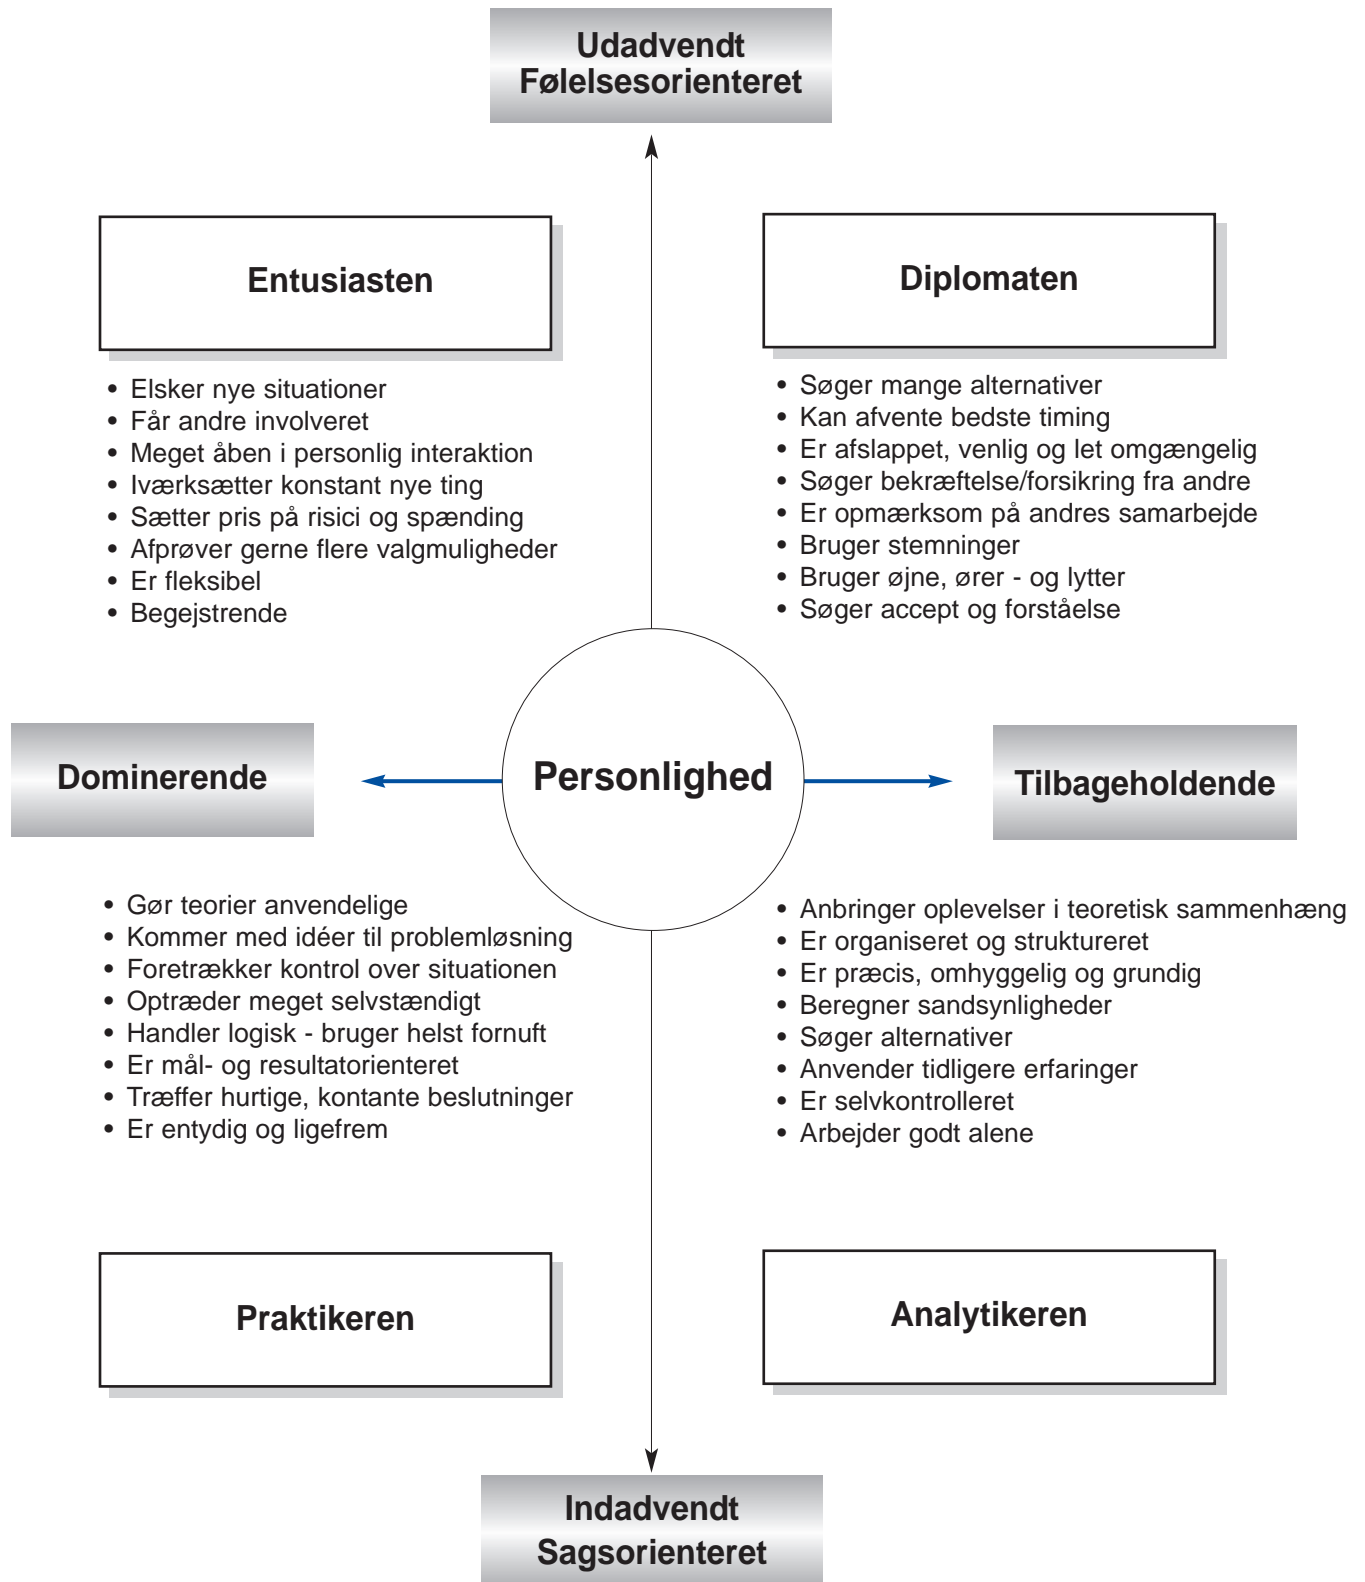 Udadvendt
Følelsesorienteret
Entusiasten
• Elsker nye situationer
• Får andre involveret
• Meget åben i personlig interaktion
• Iværksætter konstant nye ting
• Sætter pris på risici og spænding
• Afprøver gerne flere valgmuligheder
• Er fleksibel
• Begejstrende
Diplomaten
• Søger mange alternativer
• Kan afvente bedste timing
• Er afslappet, venlig og let omgængelig
• Søger bekræftelse/forsikring fra andre
• Er opmærksom på andres samarbejde
• Bruger stemninger
• Bruger øjne, ører - og lytter
• Søger accept og forståelse
Dominerende
Personlighed
Tilbageholdende
• Gør teorier anvendelige
• Kommer med idéer til problemløsning
• Foretrækker kontrol over situationen
• Optræder meget selvstændigt
• Handler logisk - bruger helst fornuft
• Er mål- og resultatorienteret
• Træffer hurtige, kontante beslutninger
• Er entydig og ligefrem
Praktikeren
• Anbringer oplevelser i teoretisk sammenhæng
• Er organiseret og struktureret
• Er præcis, omhyggelig og grundig
• Beregner sandsynligheder
• Søger alternativer
• Anvender tidligere erfaringer
• Er selvkontrolleret
• Arbejder godt alene
Analytikeren
Indadvendt
Sagsorienteret